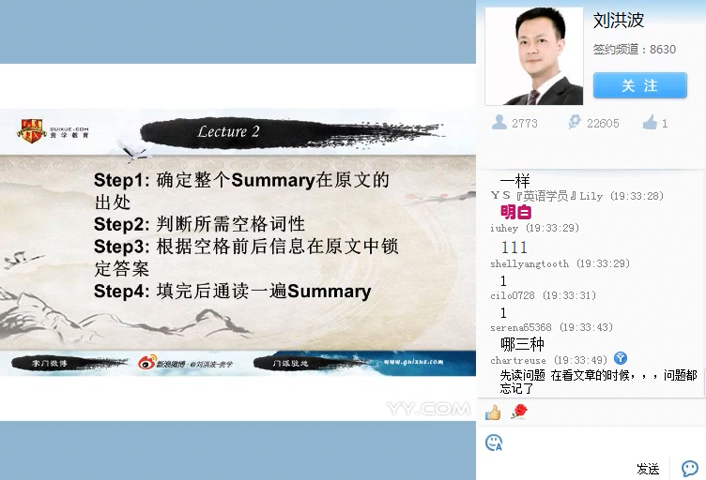 GUIXUE.COM
贵学教育
Lecture 2
Step1: 确定整个Summary在原文的
出处
Step2: 判断所需空格词性
Step3: 根据空格前后信息在原文中锁
定答案
Step4: 填完后通读一遍Summary
掌门微博
新浪微博:@刘洪波-贵学
门派驻地
www.guixue.com
YY.COM
刘洪波
签约频道:8630
关 注
2773
22605
1
一样
YS『英语学员』Lily (19:33:28)
明白
iuhey (19:33:29)
111
shellyangtooth (19:33:29)
1
cilo0728 (19:33:31)
1
serena65368 (19:33:43)
哪三种
chartreuse (19:33:49)
先读问题 在看文章的时候,,,问题都
忘记了
发送